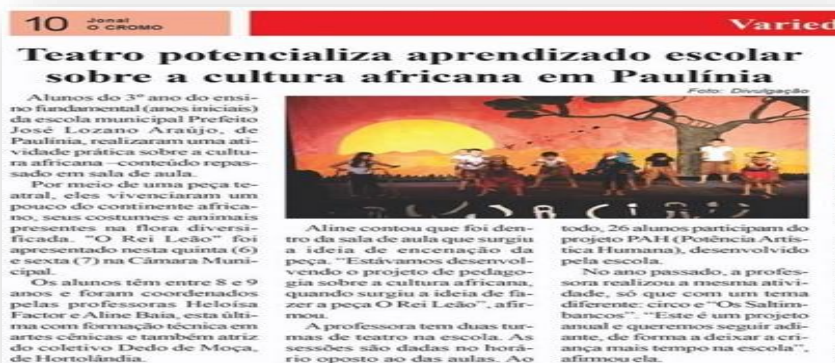 10
Jonal
O CROMO
Varied
Teatro potencializa aprendizado escolar
sobre a cultura africana em Paulínia
Foto: Divulgação
Alunos do 3º ano do ensi-
no fundamental (anos iniciais)
da escola municipal Prefeito
José Lozano Araújo, de
Paulínia, realizaram uma ati-
vidade prática sobre a cultu-
ra africana –conteúdo repas-
sado em sala de aula.
Por meio de uma peça te-
atral, eles vivenciaram um
pouco do continente africa-
no, seus costumes e animais
presentes na flora diversi-
ficada. "O Rei Leão" foi
apresentado nesta quinta (6)
e sexta (7) na Câmara Muni-
cipal.
Os alunos têm entre 8 e 9
anos e foram coordenados
pelas profes Heloísa
Factor e Aline Baia, esta últi-
ma com formação técnica em
artes cênicas e também atriz
do coletivo Dedo de Moça,
de Hortolândia.
Aline contou que foi den-
tro da sala de aula que surgiu
a ideia de encenação da
peça. "Estávamos desenvol-
vendo o projeto de pedago-
gia sobre a cultura africana,
quando surgiu a ideia de fa-
zer a peça O Rei Leão", afir-
mou.
A professora tem duas tur-
mas de teatro na escola. As
sessões são dadas no horá-
rio oposto ao das aulas. Ao
todo, 26 alunos participam do
projeto PAH (Potência Artís-
tica Humana), desenvolvido
pela escola.
No ano passado, a profes-
sora realizou a mesma ativi-
dade, só que com um tema
diferente: circo e "Os Saltim-
bancos". "Este é um projeto
anual e queremos seguir adi-
ante, de forma a deixar a cri-
ança mais tempo na escola",
afirmou ela.